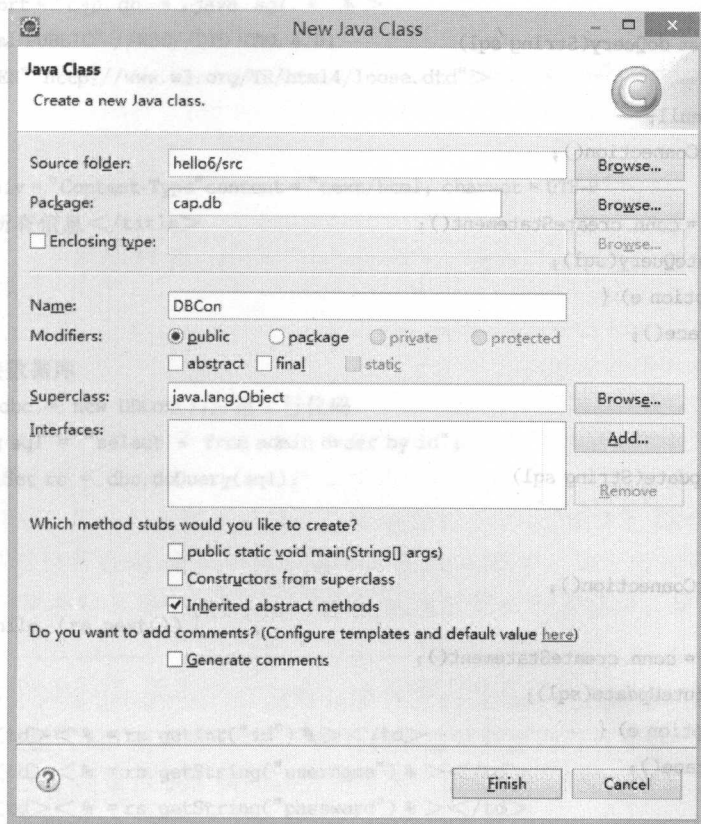 New Java Class
Java Class
Create a new Java class.
Source folder: hello6/src Browse...
Package: cap.db Browse...
Enclosing type: Browse...
Name: DBCon
Modifiers: public package private protected
abstract final static
Superclass: java.lang.Object Browse...
Interfaces: Add...
Remove
Which method stubs would you like to create?
public static void main(String[] args)
Constructors from superclass
Inherited abstract methods
Do you want to add comments? (Configure templates and default value here)
Generate comments
Finish Cancel